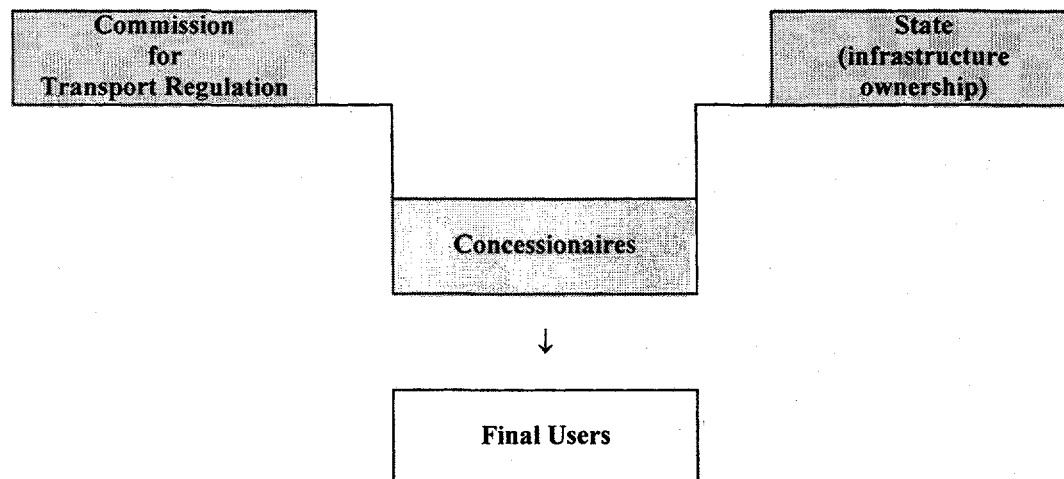 Commission
for
Transport Regulation
State
(infrastructure
ownership)
Concessionaires
↓
Final Users